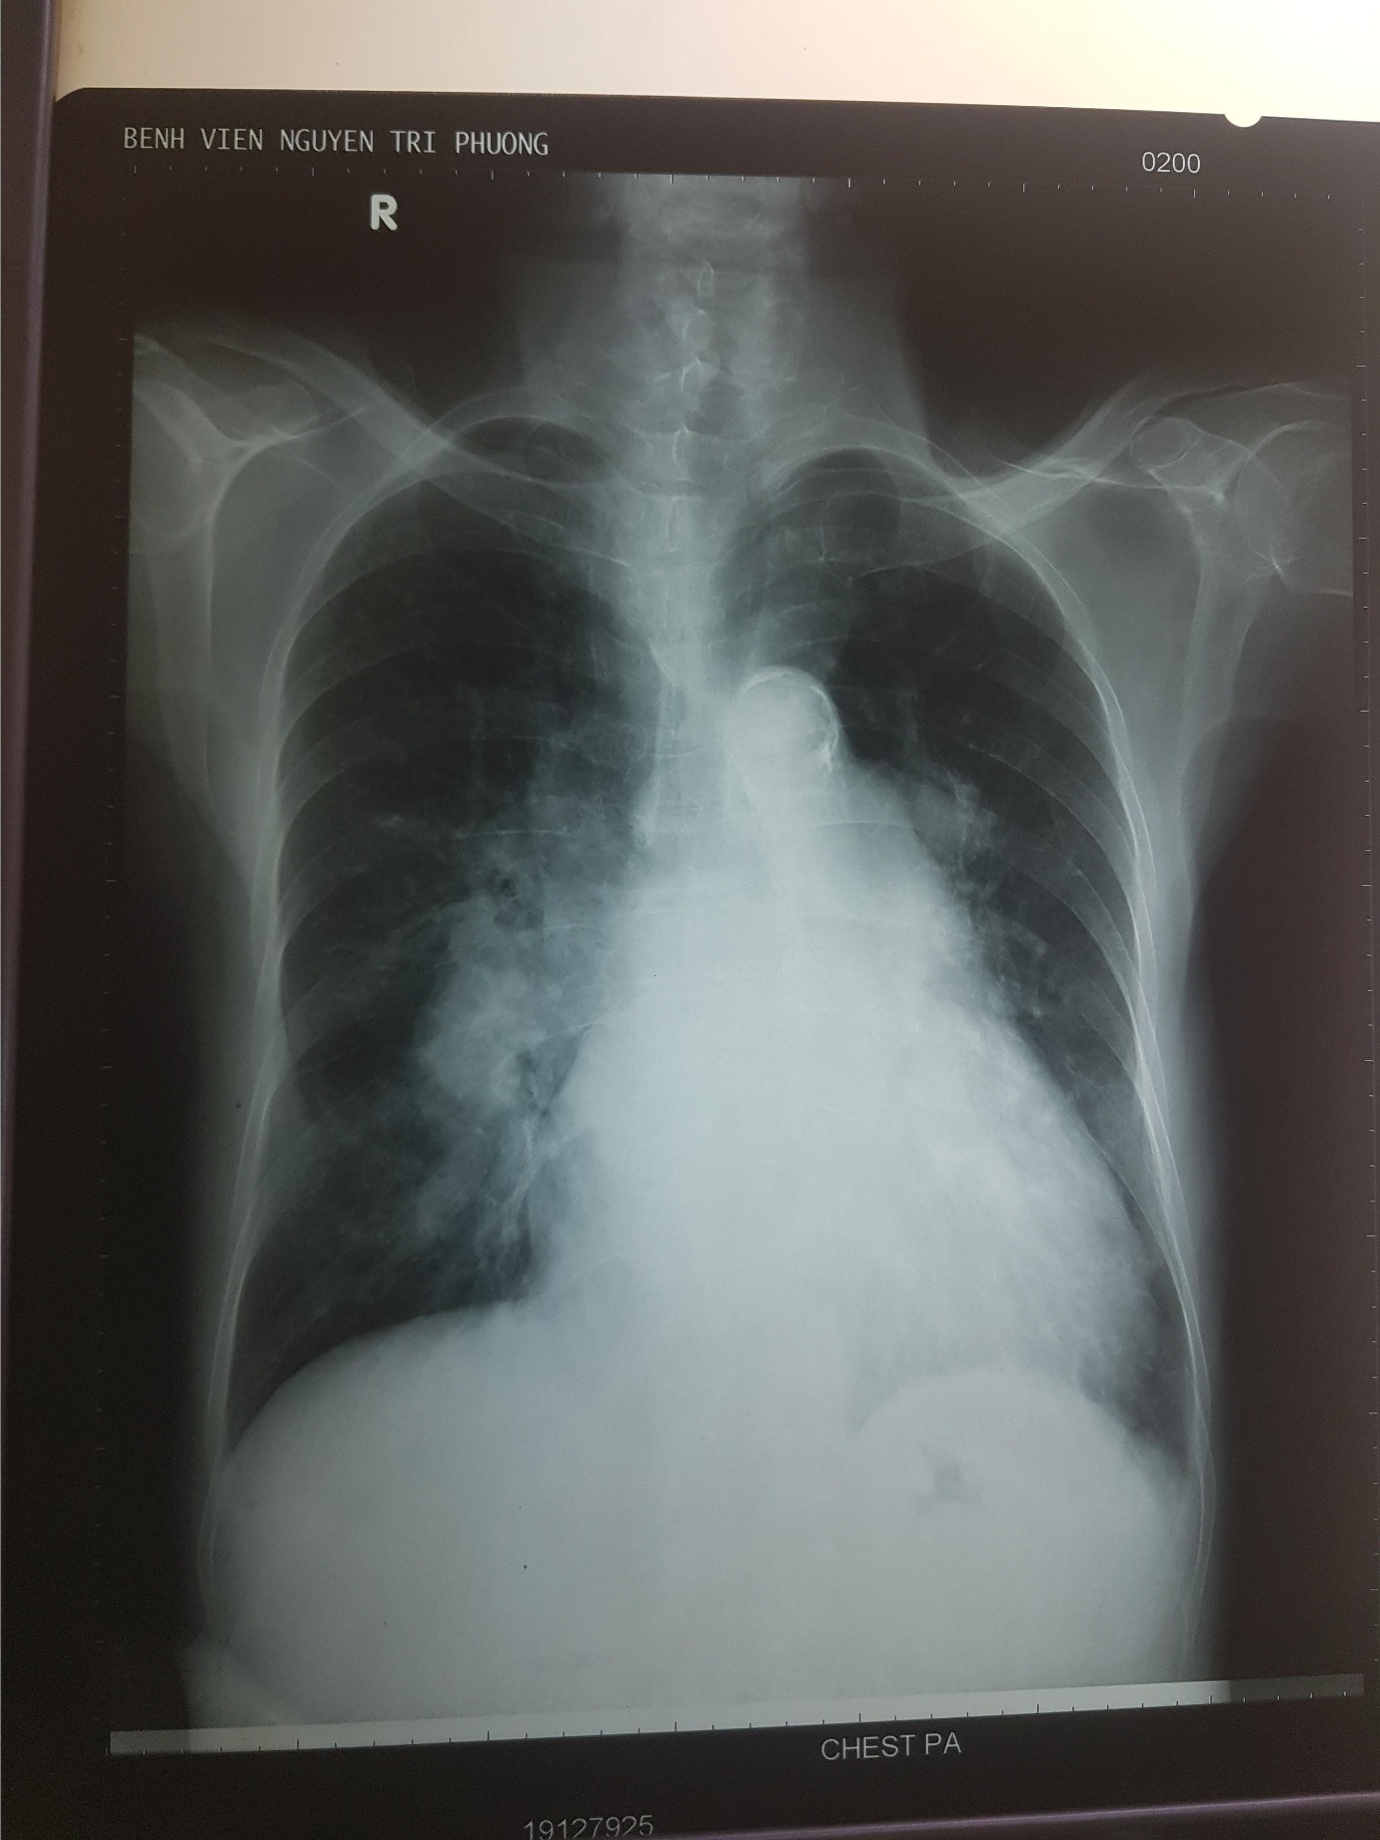 BENH VIEN NGUYEN TRI PHUONG
0200
R
CHEST PA
19127925